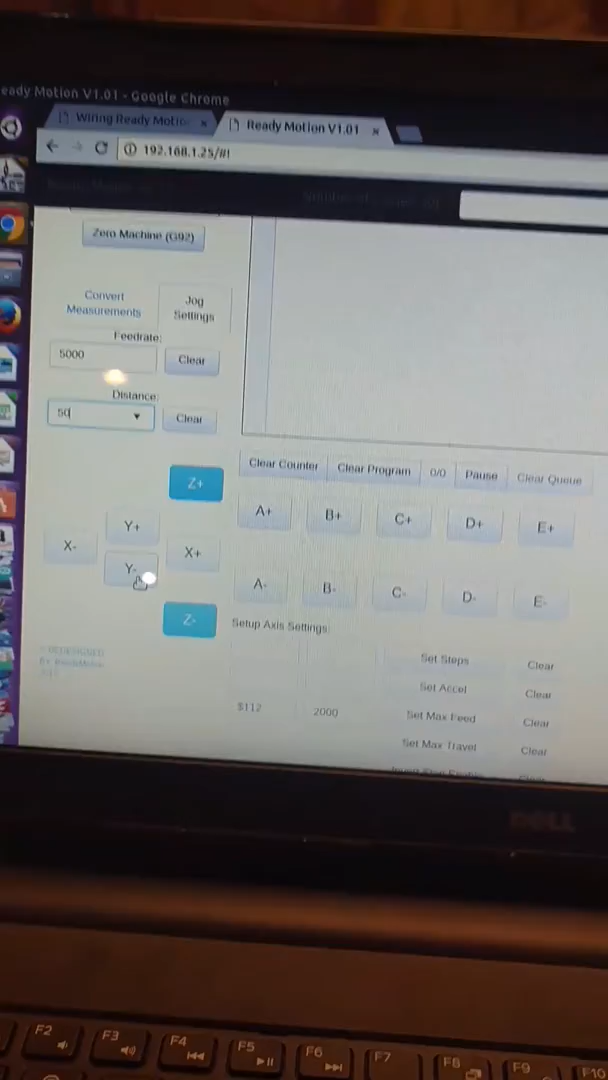 eady Motion V1.01 - Google Chrome
Wiring Ready Motio
Ready Motion V1.01
192.168.1.25/#!
Zero Machine (G92)
Convert Measurements
Jog Settings
Feedrate:
5000
Clear
Distance:
50
Clear
Clear Counter
Clear Program
0/0
Pause
Clear Queue
Z+
A+
B+
C+
D+
E+
Y+
X-
X+
Y-
A-
B-
C-
D-
E-
Z-
Setup Axis Settings:
Set Steps
Clear
Set Accel
Clear
$112
2000
Set Max Feed
Clear
Set Max Travel
Clear
DELL
F2
F3
F4
F5
F6
F7
F8
F9
F10